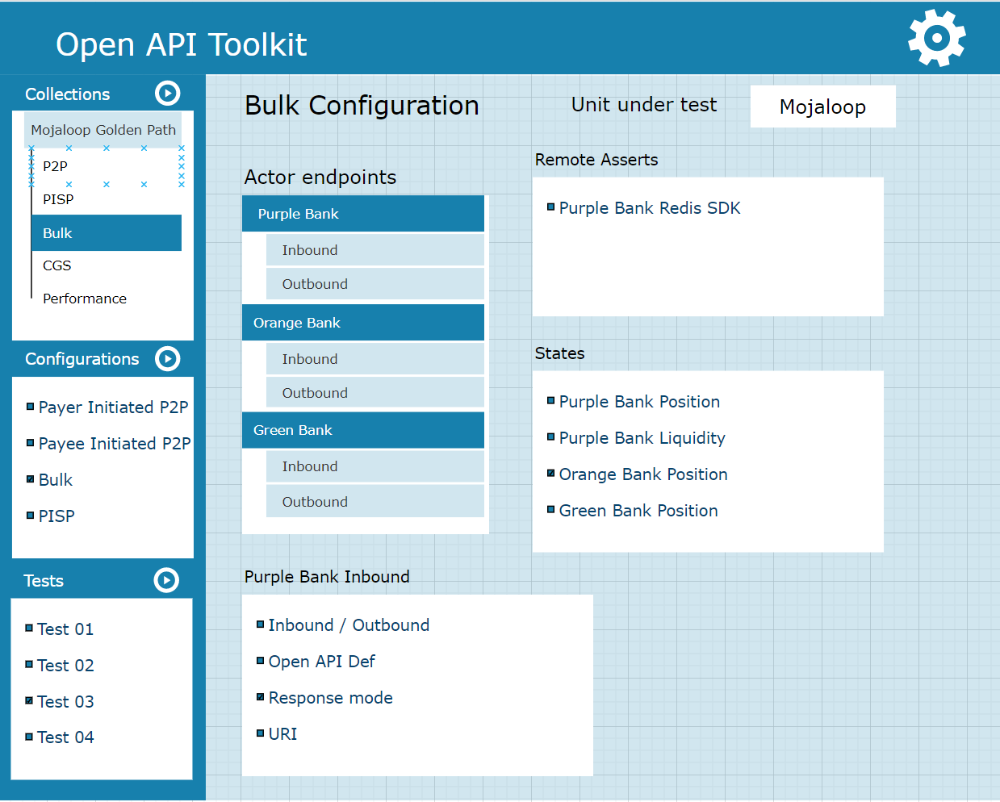 Open API Toolkit
Collections
Mojaloop Golden Path
P2P
PISP
Bulk
CGS
Performance
Configurations
Payer Initiated P2P
Payee Initiated P2P
Bulk
PISP
Tests
Test 01
Test 02
Test 03
Test 04
Bulk Configuration
Unit under test
Mojaloop
Actor endpoints
Purple Bank
Inbound
Outbound
Orange Bank
Inbound
Outbound
Green Bank
Inbound
Outbound
Remote Asserts
Purple Bank Redis SDK
States
Purple Bank Position
Purple Bank Liquidity
Orange Bank Position
Green Bank Position
Purple Bank Inbound
Inbound / Outbound
Open API Def
Response mode
URI